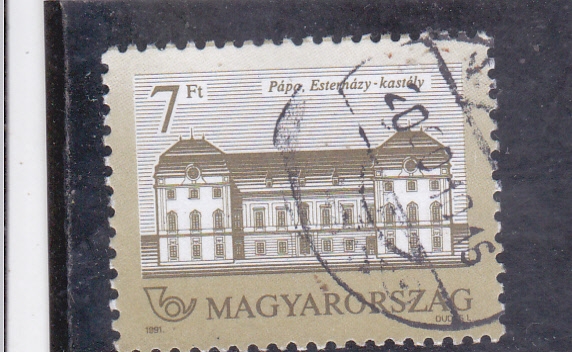 7 Ft
Pápa, Esterházy-kastély
MAGYARORSZÁG
1991.